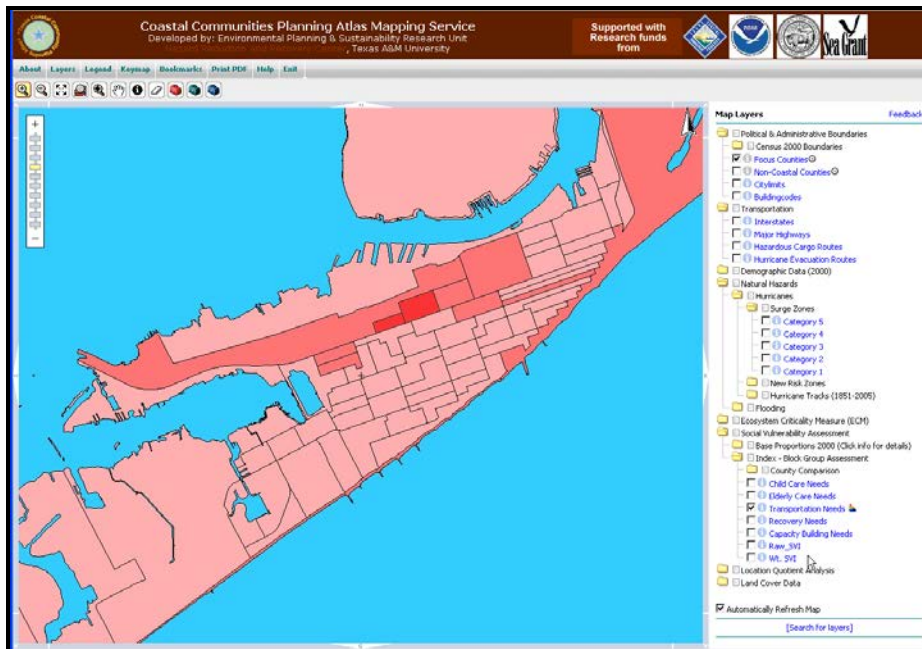 Coastal Communities Planning Atlas Mapping Service
Developed by: Environmental Planning & Sustainability Research Unit
Hazard Reduction and Recovery Center, Texas A&M University
Supported with
Research funds
from
Sea Grant
About Layers Legend Keymap Bookmarks Print PDF Help Exit
Map Layers
Feedback
Political & Administrative Boundaries
Census 2000 Boundaries
Focus Counties
Non-Coastal Counties
Citylimits
Buildingcodes
Transportation
Interstates
Major Highways
Hazardous Cargo Routes
Hurricane Evacuation Routes
Demographic Data (2000)
Natural Hazards
Hurricanes
Surge Zones
Category 5
Category 4
Category 3
Category 2
Category 1
New Risk Zones
Hurricane Tracks (1851-2005)
Flooding
Ecosystem Criticality Measure (ECM)
Social Vulnerability Assessment
Base Proportions 2000 (Click info for details)
Index - Block Group Assessment
County Comparison
Child Care Needs
Elderly Care Needs
Transportation Needs
Recovery Needs
Capacity Building Needs
Raw_SVI
Wt. SVI
Location Quotient Analysis
Land Cover Data
Automatically Refresh Map
[Search for layers]